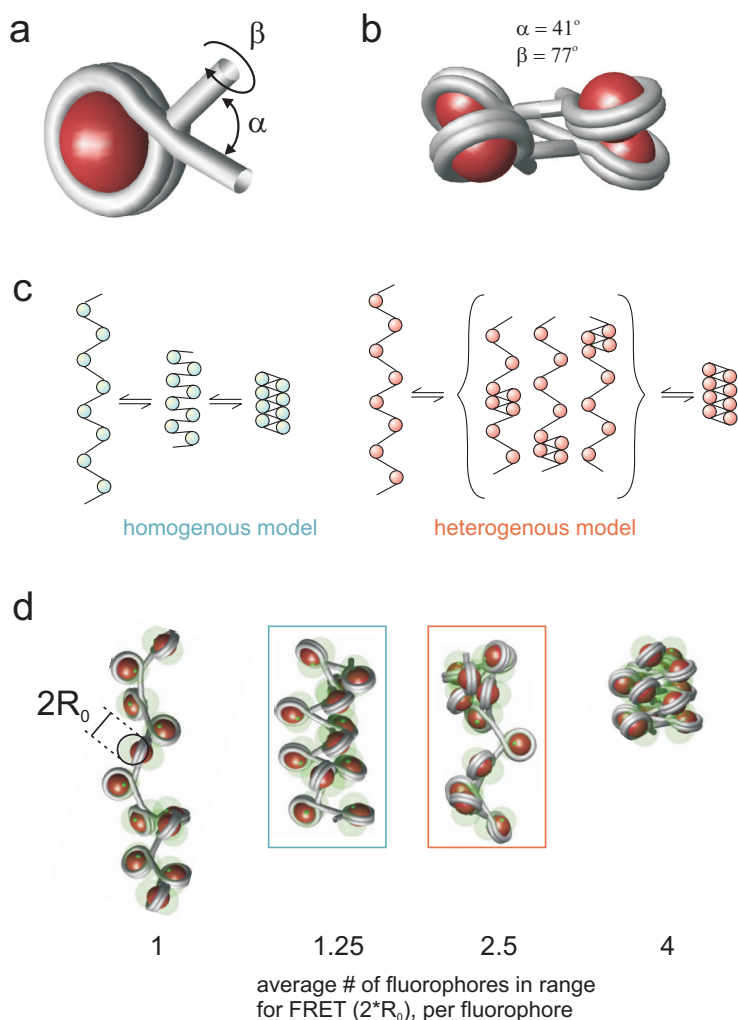 a
β
α
b
α = 41°
β = 77°
c
homogenous model
heterogenous model
d
2R₀
1
1.25
2.5
4
average # of fluorophores in range
for FRET (2*R₀), per fluorophore